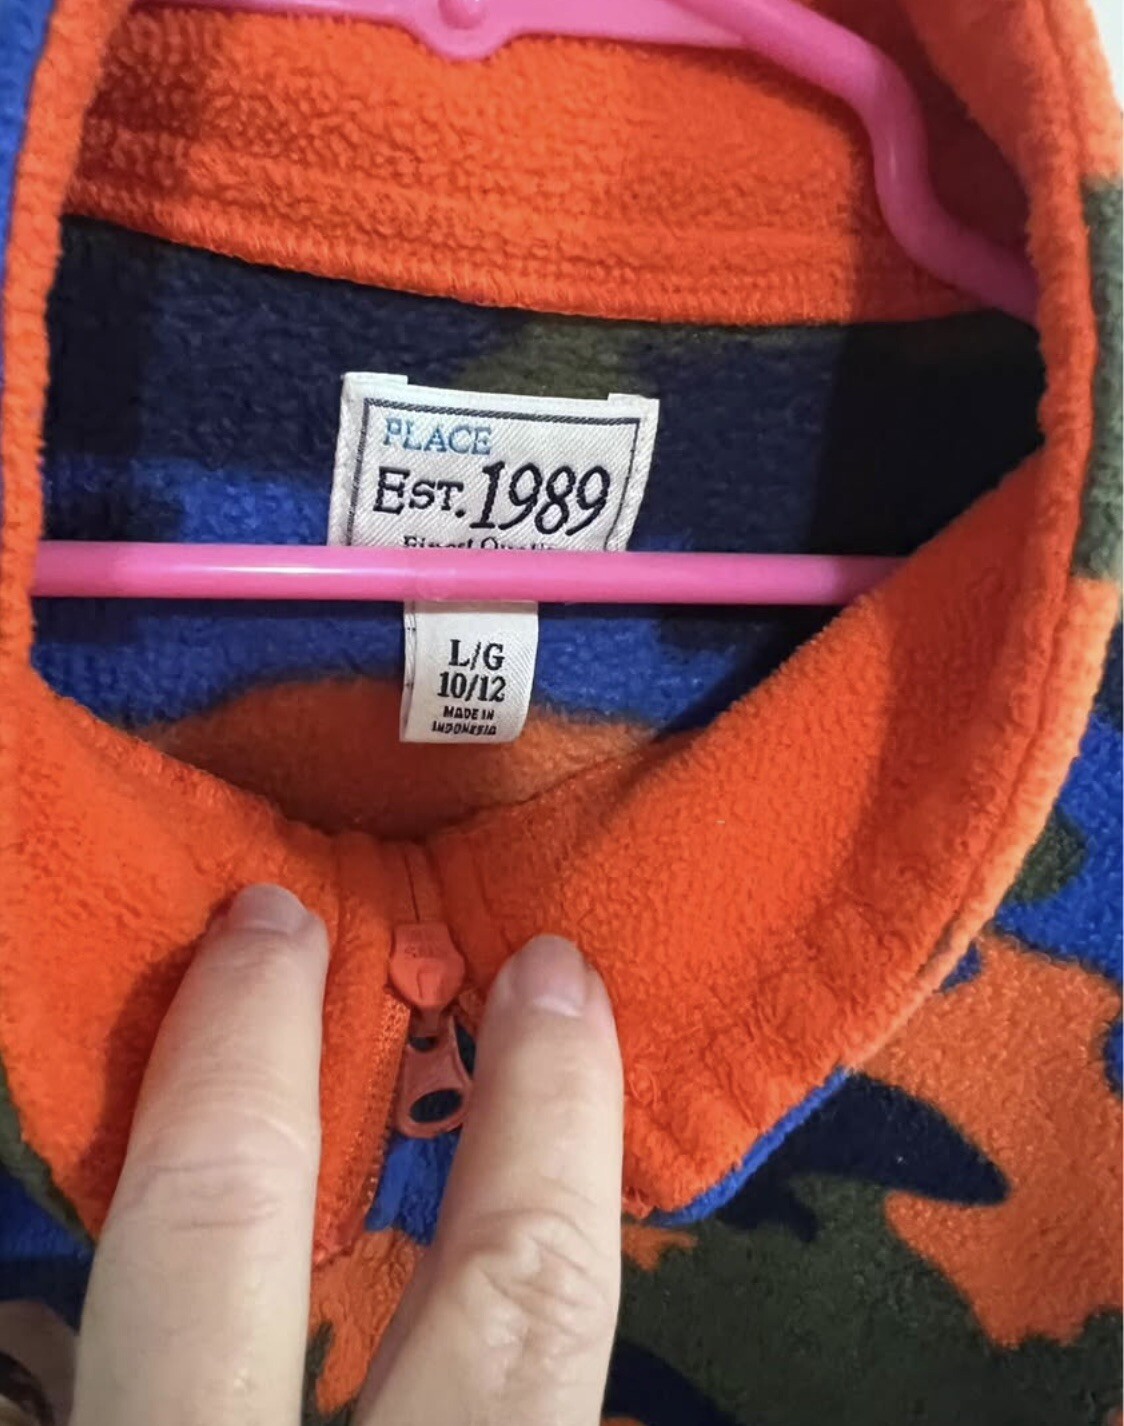 PLACE
Est. 1989
L/G
10/12
MADE IN
INDONESIA